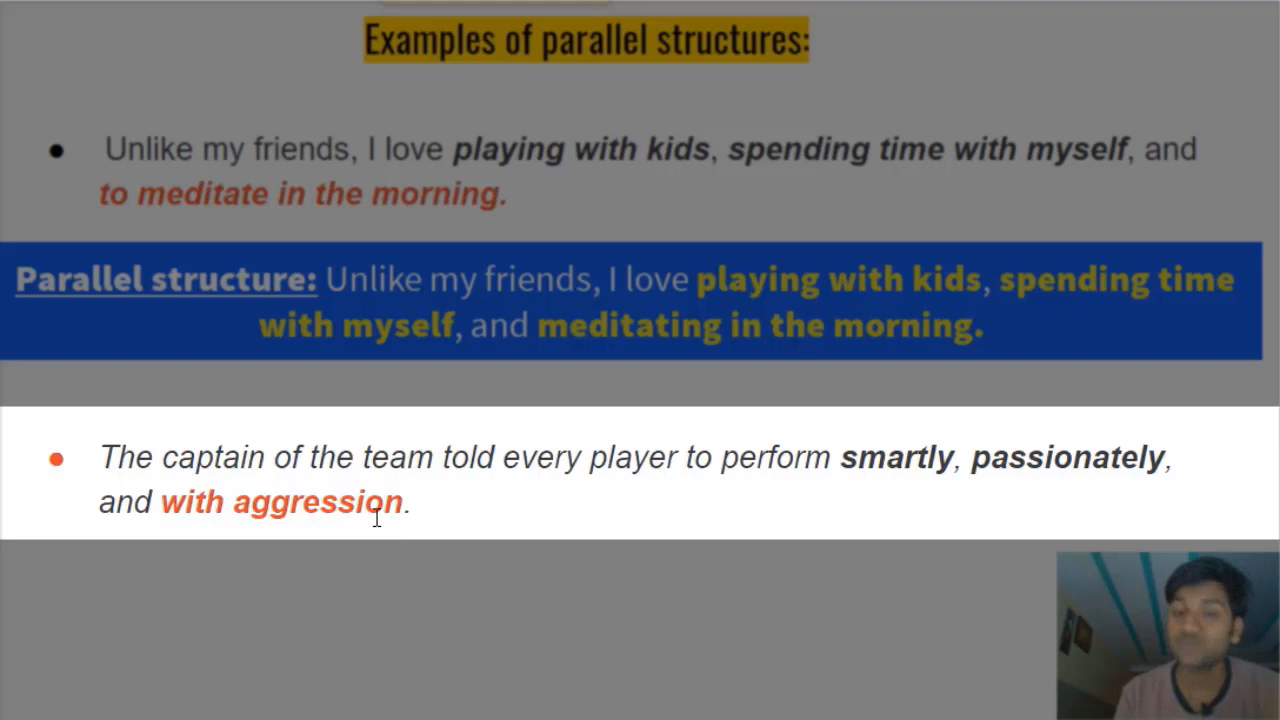 Examples of parallel structures:
● Unlike my friends, I love playing with kids, spending time with myself, and
to meditate in the morning.
Parallel structure: Unlike my friends, I love playing with kids, spending time
with myself, and meditating in the morning.
● The captain of the team told every player to perform smartly, passionately,
and with aggression.